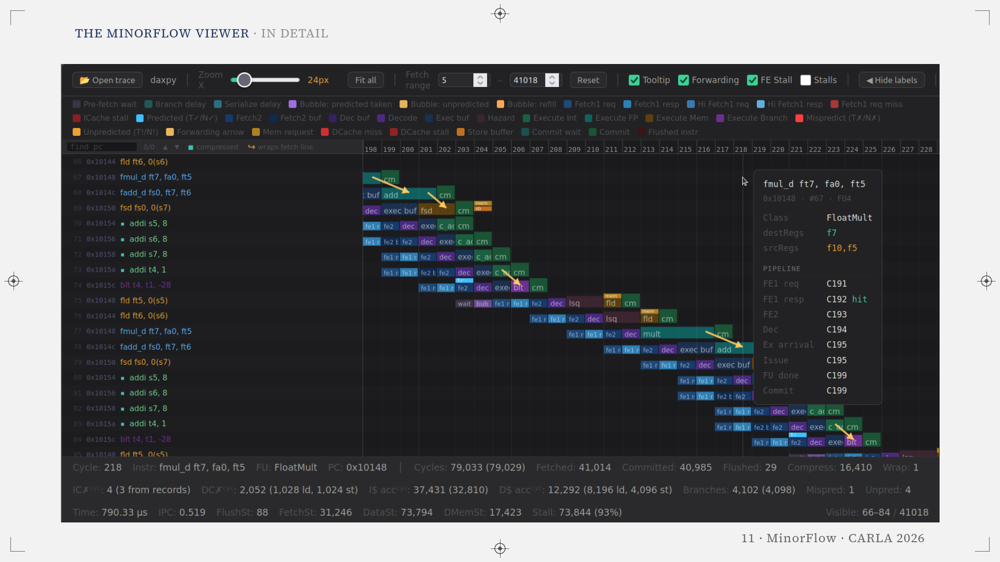 THE MINORFLOW VIEWER · IN DETAIL
📂 Open trace daxpy Zoom X 24px Fit all Fetch range 5 – 41018 Reset Tooltip Forwarding FE Stall Stalls ◀ Hide labels
Pre-fetch wait Branch delay Serialize delay Bubble: predicted taken Bubble: unpredicted Bubble: refill Fetch1 req Fetch1 resp Hi Fetch1 req Hi Fetch1 resp Fetch1 req miss
ICache stall Predicted (T✓/N✓) Fetch2 Fetch2 buf Dec buf Decode Exec buf Hazard Execute Int Execute FP Execute Mem Execute Branch Mispredict (T✗/N✗)
Unpredicted (T!/N!) Forwarding arrow Mem request DCache miss DCache stall Store buffer Commit wait Commit Flushed instr
find pc 0/0 ▲ ▼ ■ compressed ↪ wraps fetch line 198 199 200 201 202 203 204 205 206 207 208 209 210 211 212 213 214 215 216 217 218 219 220 221 222 223 224 225 226 227 228
66 0x10144 fld ft6, 0(s6)
67 0x10148 fmul_d ft7, fa0, ft5 cm
68 0x1014c fadd_d fs0, ft7, ft6 buf add cm
69 0x10150 fsd fs0, 0(s7) dec exec buf fsd cm mem sb
70 0x10154 ▪ addi s5, 8 fe1 r fe2 dec exe c_ac cm
71 0x10156 ▪ addi s6, 8 fe1 r fe2 b fe2 dec exe c_ac cm
72 0x10158 ▪ addi s7, 8 fe1 r fe1 r fe2 dec exe c_ac cm
73 0x1015a ▪ addi t4, 1 fe1 r fe1 r fe2 b fe2 dec exe c cm
74 0x1015c blt t4, t1, -28 fe1 r fe1 r T✓ fe2 dec exe blt cm
75 0x10140 fld ft5, 0(s5) wait bub fe1 r fe1 r fe2 dec lsq mem fld cm
76 0x10144 fld ft6, 0(s6) fe1 r fe1 r fe2 dec lsq mem fld cm
77 0x10148 fmul_d ft7, fa0, ft5 fe1 r fe1 r fe2 dec mult cm
78 0x1014c fadd_d fs0, ft7, ft6 fe1 r fe1 r fe2 dec exec buf add
79 0x10150 fsd fs0, 0(s7) fe1 r fe1 r fe2 dec exec buf
80 0x10154 ▪ addi s5, 8 fe1 r fe1 r fe2 dec
81 0x10156 ▪ addi s6, 8 fe1 r fe1 r fe2 b fe2
82 0x10158 ▪ addi s7, 8 fe1 r fe1 r fe2 dec exe c_ac cm
83 0x1015a ▪ addi t4, 1 fe1 r fe1 r fe2 b fe2 dec exe c cm
84 0x1015c blt t4, t1, -28 fe1 r fe1 r T✓ fe2 dec exe blt cm
85 0x10140 fld ft5, 0(s5)
fmul_d ft7, fa0, ft5
0x10148 · #67 · FU4
Class FloatMult
destRegs f7
srcRegs f10,f5
PIPELINE
FE1 req C191
FE1 resp C192 hit
FE2 C193
Dec C194
Ex arrival C195
Issue C195
FU done C199
Commit C199
Cycle: 218 Instr: fmul_d ft7, fa0, ft5 FU: FloatMult PC: 0x10148 Cycles: 79,033 (79,029) Fetched: 41,014 Committed: 40,985 Flushed: 29 Compress: 16,410 Wrap: 1
IC✗cyc: 4 (3 from records) DC✗cyc: 2,052 (1,028 ld, 1,024 st) I$ acccyc: 37,431 (32,810) D$ acccyc: 12,292 (8,196 ld, 4,096 st) Branches: 4,102 (4,098) Mispred: 1 Unpred: 4
Time: 790.33 µs IPC: 0.519 FlushSt: 88 FetchSt: 31,246 DataSt: 73,794 DMemSt: 17,423 Stall: 73,844 (93%) Visible: 66–84 / 41018
11 · MinorFlow · CARLA 2026